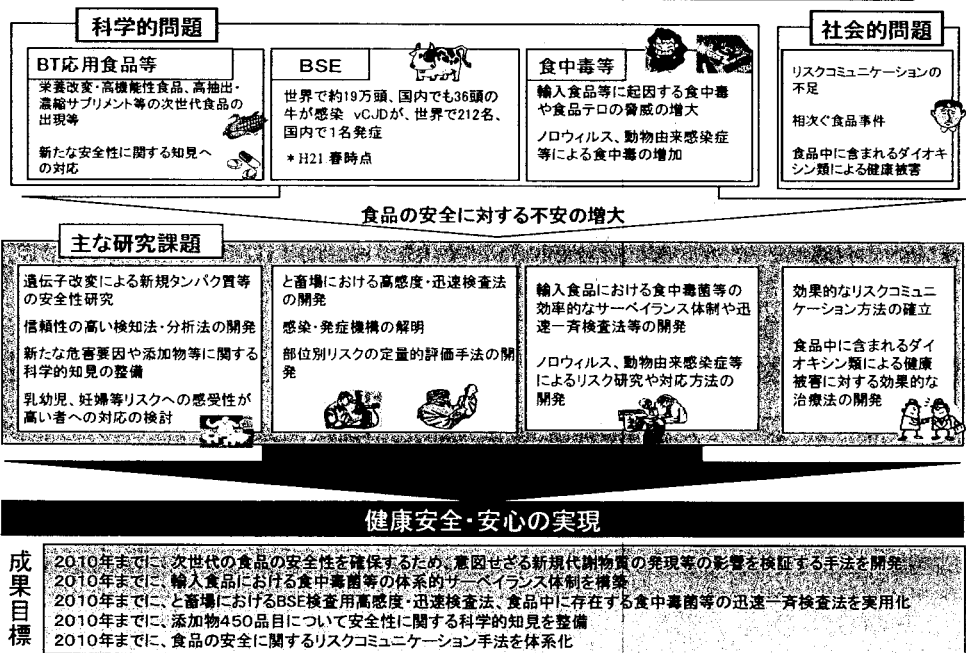 科学的問題
社会的問題
BT応用食品等
栄養改変・高機能性食品、高抽出・
濃縮サプリメント等の次世代食品の
出現等
新たな安全性に関する知見へ
の対応
BSE
世界で約19万頭、国内でも36頭の
牛が感染 vCJDが、世界で212名、
国内で1名発症
*H21 春時点
食中毒等
輸入食品等に起因する食中毒
や食品テロの脅威の増大
ノロウィルス、動物由来感染症
等による食中毒の増加
リスクコミュニケーションの
不足
相次ぐ食品事件
食品中に含まれるダイオキ
シン類による健康被害
食品の安全に対する不安の増大
主な研究課題
遺伝子改変による新規タンパク質等
の安全性研究
信頼性の高い検知法・分析法の開発
新たな危害要因や添加物等に関する
科学的知見の整備
乳幼児、妊婦等リスクへの感受性が
高い者への対応の検討
と畜場における高感度・迅速検査法
の開発
感染・発症機構の解明
部位別リスクの定量的評価手法の開
発
輸入食品における食中毒菌等の
効率的なサーベイランス体制や迅
速一斉検査法等の開発
ノロウィルス、動物由来感染症等
によるリスク研究や対応方法の
開発
効果的なリスクコミュニ
ケーション方法の確立
食品中に含まれるダイ
オキシン類による健康
被害に対する効果的な
治療法の開発
健康安全・安心の実現
成果目標
2010年までに、次世代の食品の安全性を確保するため、意図せざる新規代謝物質の発現等の影響を検証する手法を開発
2010年までに、輸入食品における食中毒菌等の体系的サーベイランス体制を構築
2010年までに、と畜場におけるBSE検査用高感度・迅速検査法、食品中に存在する食中毒菌等の迅速一斉検査法を実用化
2010年までに、添加物450品目について安全性に関する科学的知見を整備
2010年までに、食品の安全に関するリスクコミュニケーション手法を体系化